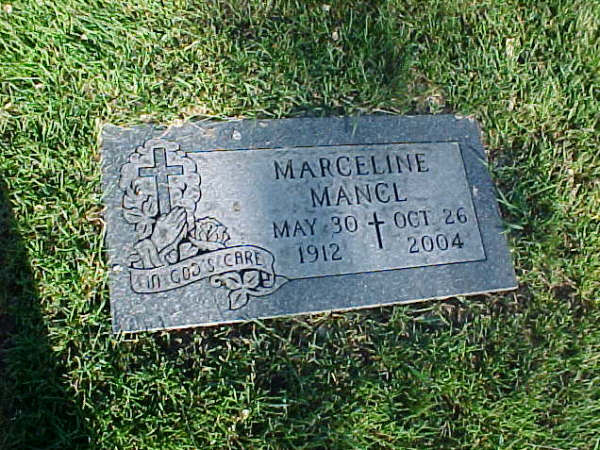 MARCELINE
MANCL
MAY 30 OCT 26
1912 2004
IN GOD'S CARE